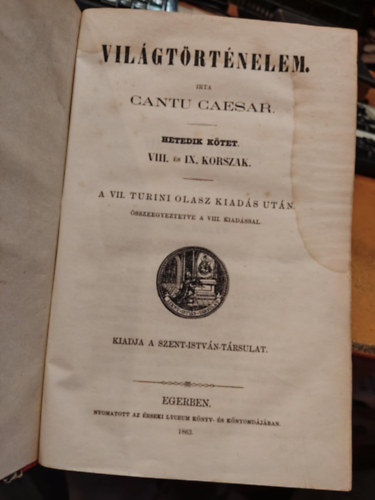 VILÁGTÖRTÉNELEM.
IRTA
CANTU CAESAR.
HETEDIK KÖTET.
VIII. ÉS IX. KORSZAK.
A VII. TURINI OLASZ KIADÁS UTÁN.
ÖSSZEEGYEZTETVE A VIII. KIADÁSSAL.
KIADJA A SZENT-ISTVÁN-TÁRSULAT.
EGERBEN.
NYOMATOTT AZ ÉRSEKI LYCEUM KÖNYV- ÉS KŐNYOMDÁJÁBAN.